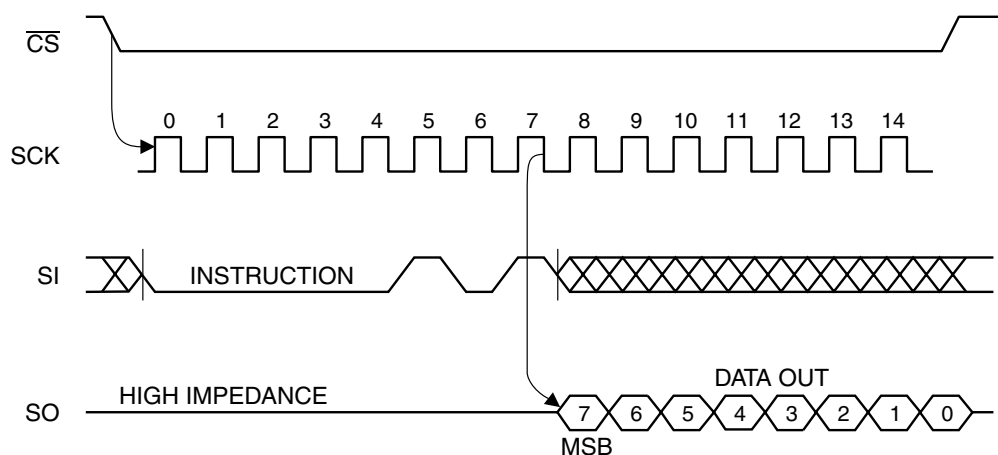 CS
0 1 2 3 4 5 6 7 8 9 10 11 12 13 14
SCK
SI
INSTRUCTION
HIGH IMPEDANCE
DATA OUT
SO
7 6 5 4 3 2 1 0
MSB